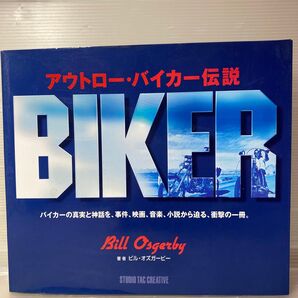 アウトロー・バイカー伝説
BIKER
バイカーの真実と神話を、事件、映画、音楽、小説から迫る、衝撃の一冊。
Bill Osgerby
著者 ビル・オズガービー
STUDIO TAC CREATIVE